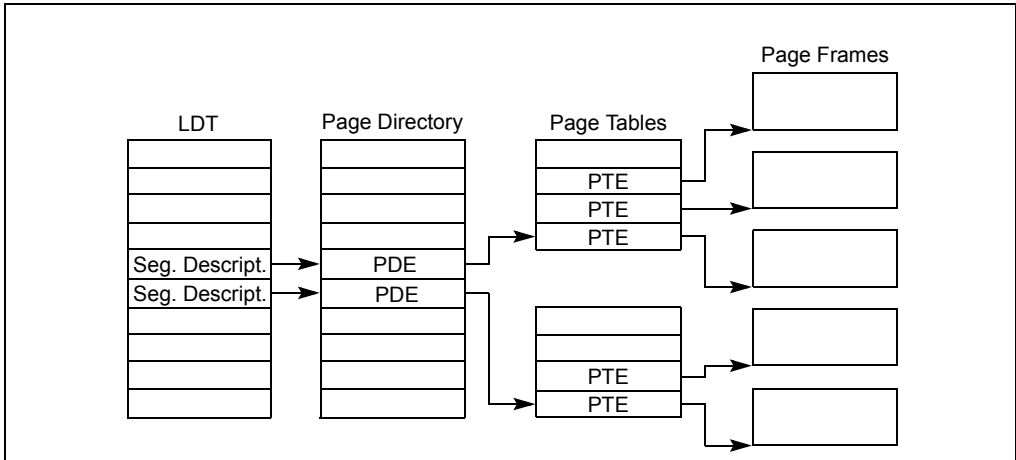 Page Frames
LDT
Page Directory
Page Tables
PTE
PTE
PTE
Seg. Descript.
PDE
Seg. Descript.
PDE
PTE
PTE